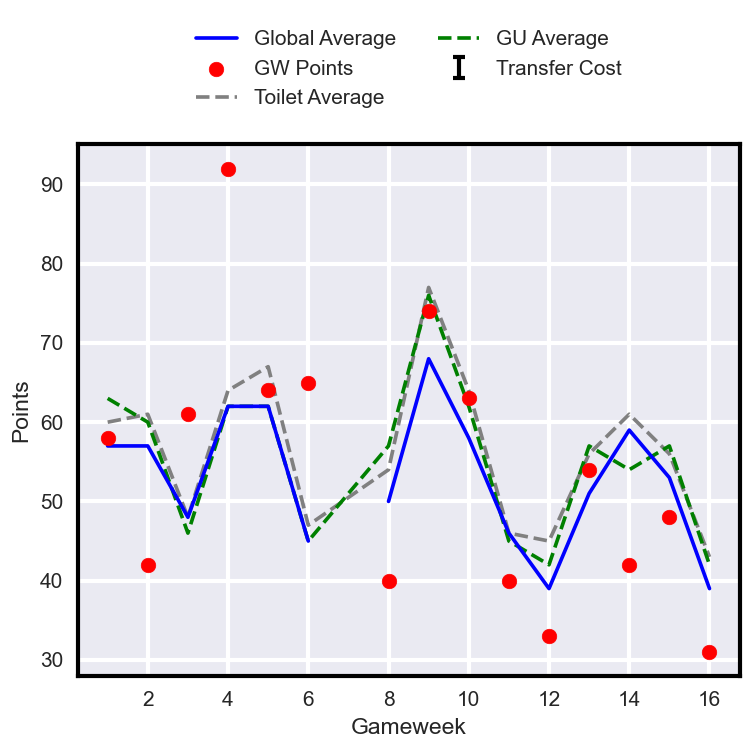 Global Average
GU Average
GW Points
Transfer Cost
Toilet Average
90
80
70
60
50
40
30
Points
2 4 6 8 10 12 14 16
Gameweek